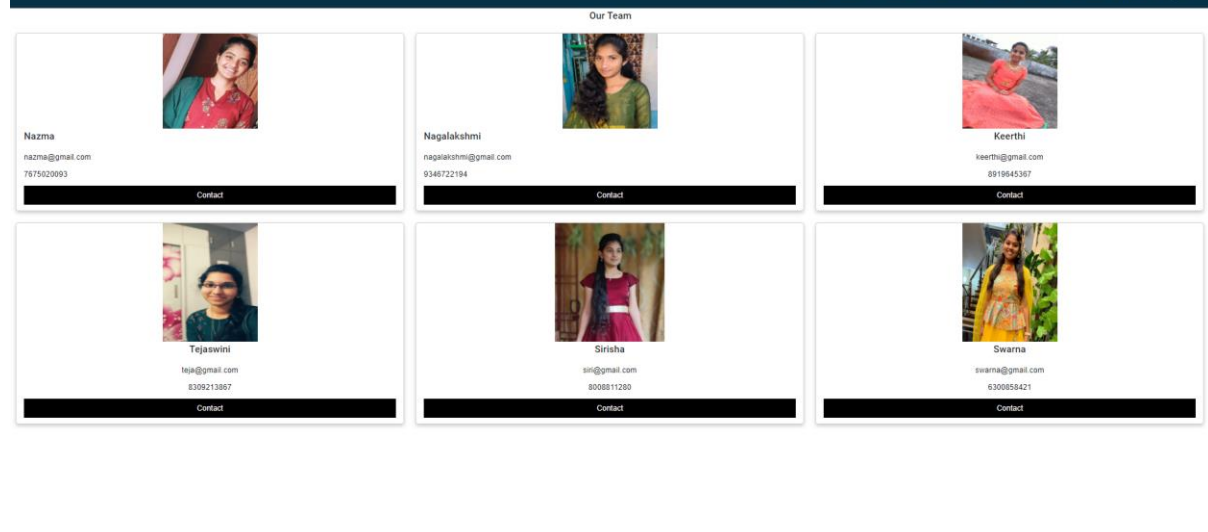 Our Team
Nazma
nazma@gmail.com
7675020093
Contact
Nagalakshmi
nagalakshmi@gmail.com
9346722194
Contact
Keerthi
keerthi@gmail.com
8919645367
Contact
Tejaswini
teja@gmail.com
8309213867
Contact
Sirisha
siri@gmail.com
8008811280
Contact
Swarna
swarna@gmail.com
6300858421
Contact